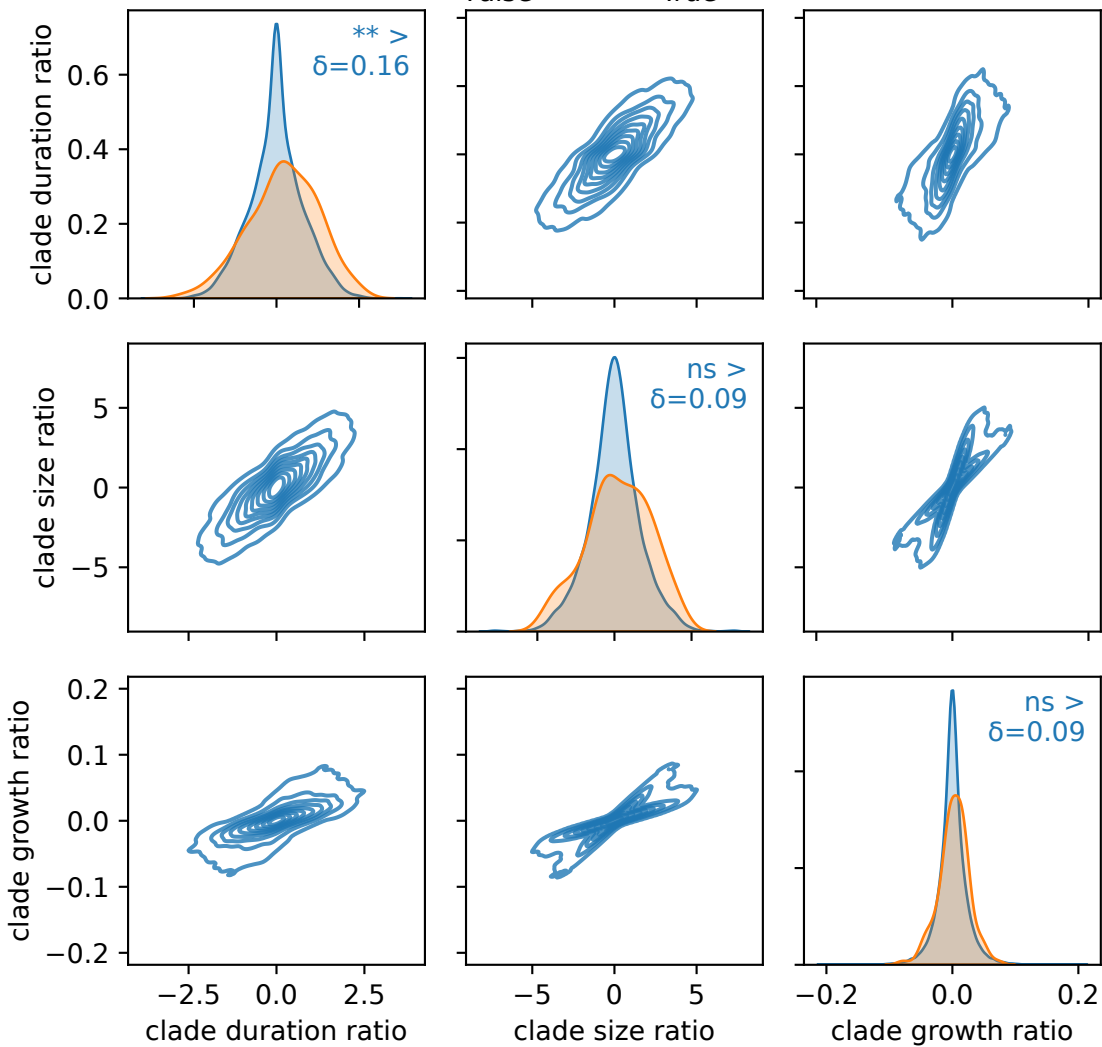 ** >
δ=0.16
clade duration ratio
0.6
0.4
0.2
0.0
ns >
δ=0.09
clade size ratio
5
0
−5
ns >
δ=0.09
clade growth ratio
0.2
0.1
0.0
−0.1
−0.2
−2.5 0.0 2.5
−5 0 5
−0.2 0.0 0.2
clade duration ratio
clade size ratio
clade growth ratio